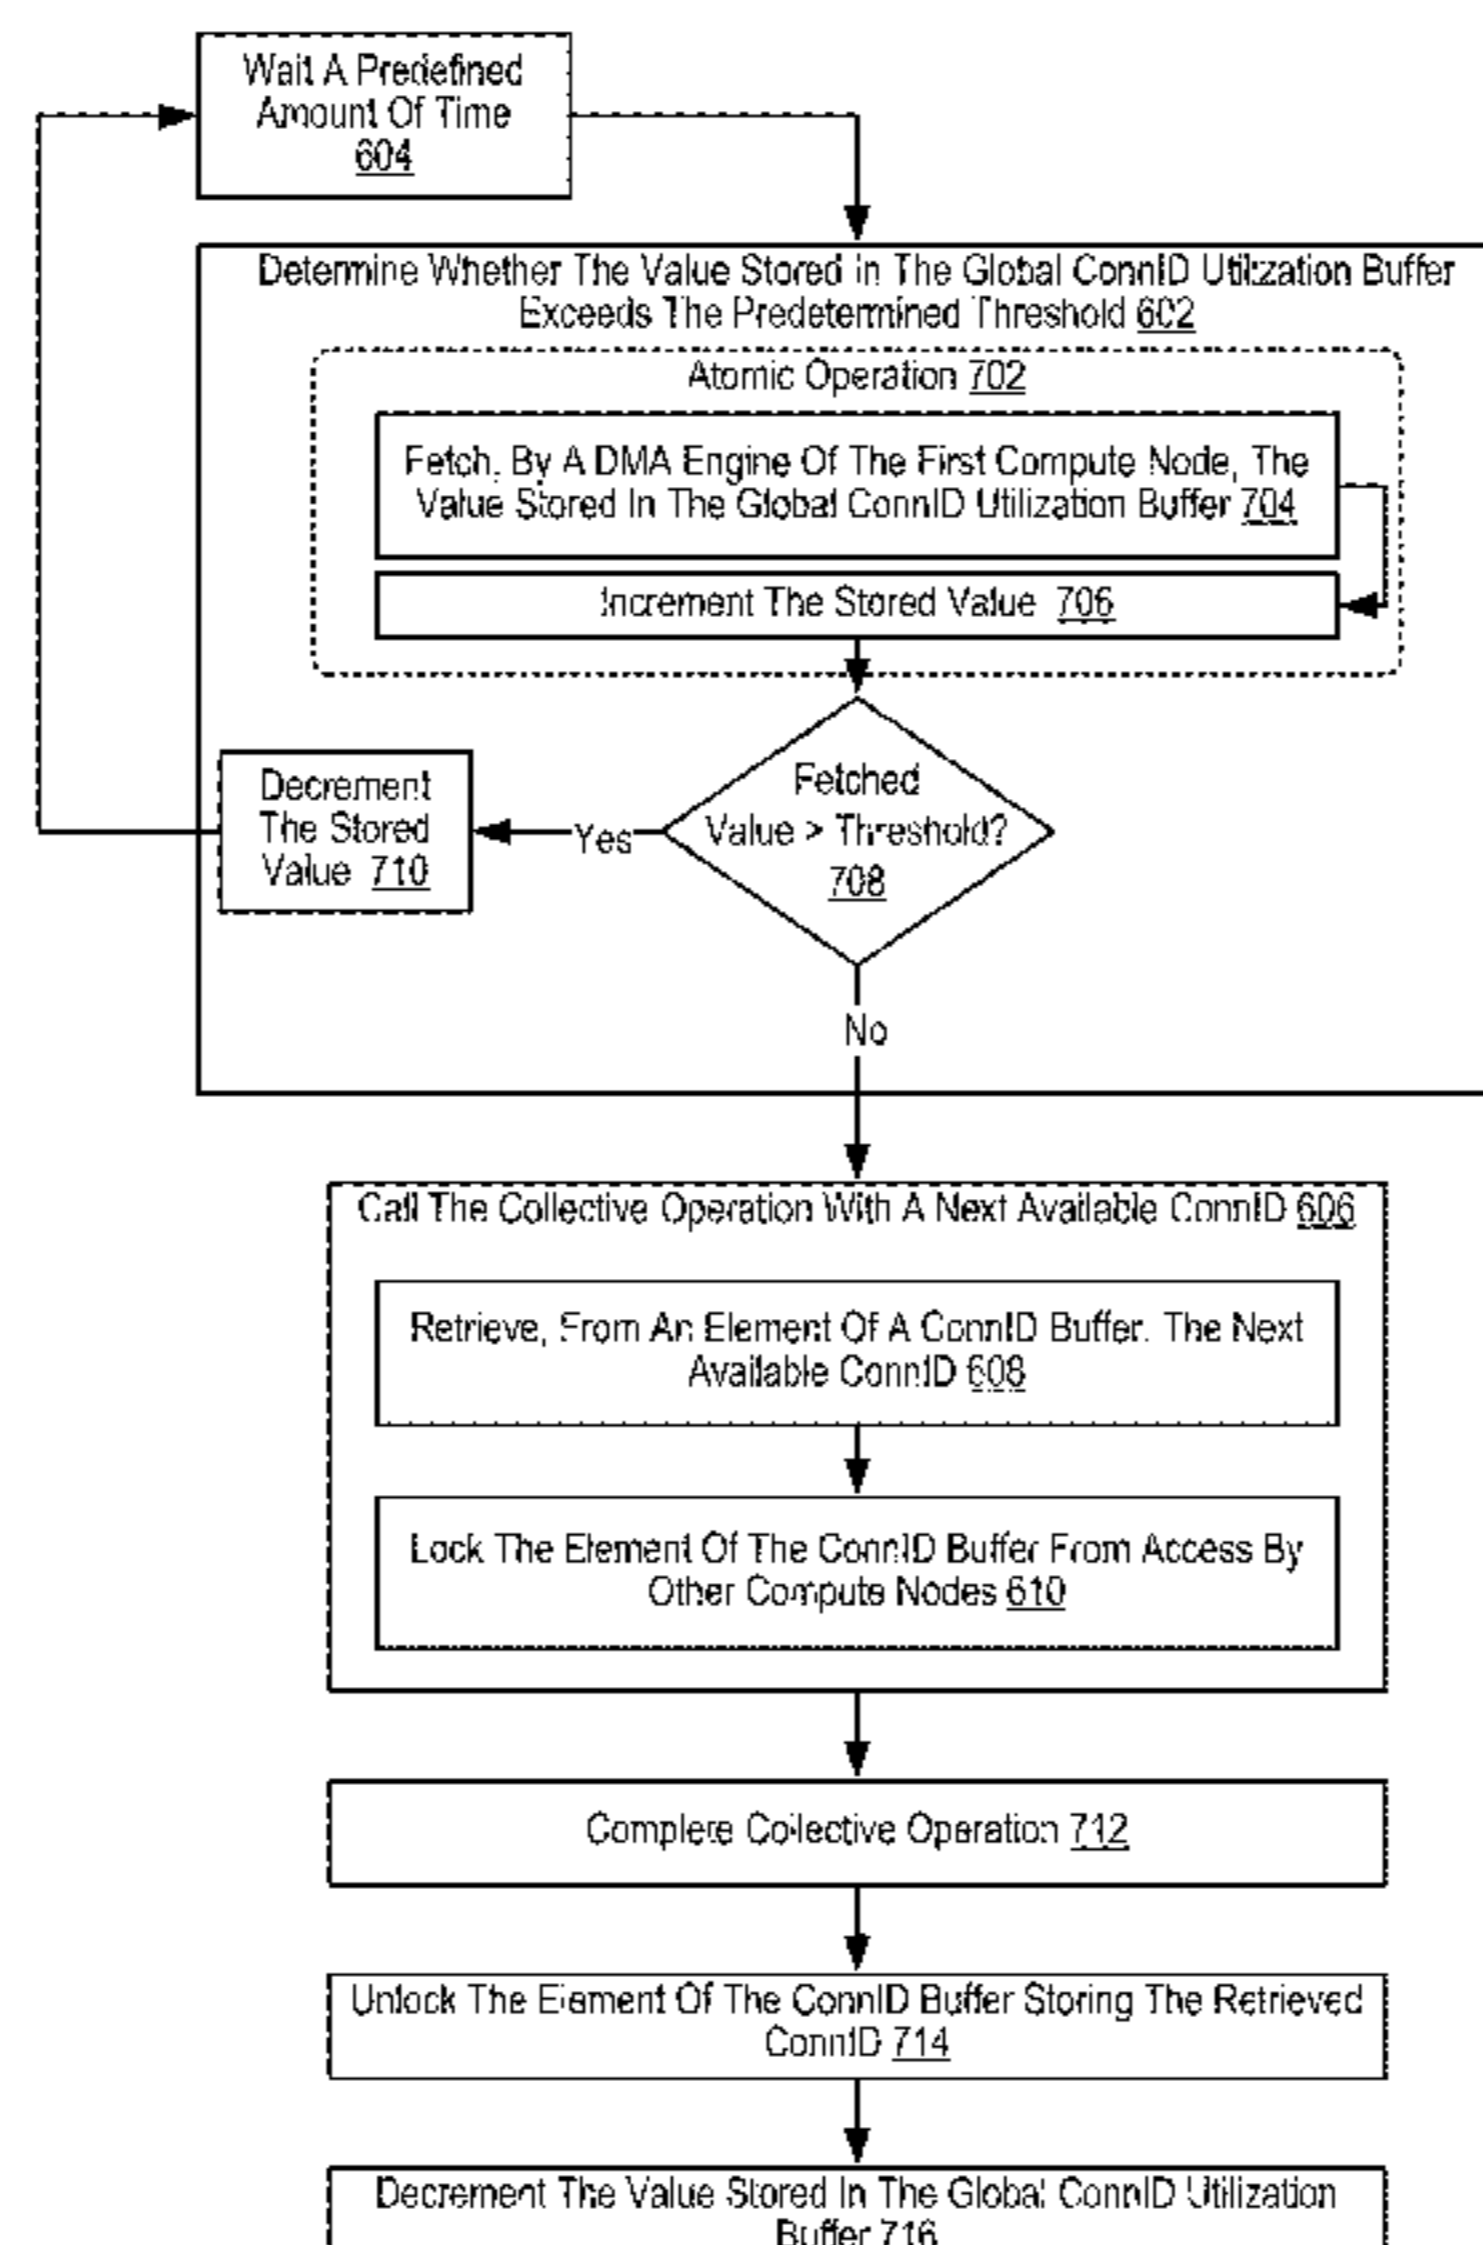 Wait A Predefined
Amount Of Time
604
Determine Whether The Value Stored In The Global ConnID Utilization Buffer
Exceeds The Predetermined Threshold 602
Atomic Operation 702
Fetch, By A DMA Engine Of The First Compute Node, The
Value Stored In The Global ConnID Utilization Buffer 704
Increment The Stored Value 706
Fetched
Value > Threshold?
708
Yes
Decrement
The Stored
Value 710
No
Call The Collective Operation With A Next Available ConnID 606
Retrieve, From An Element Of A ConnID Buffer, The Next
Available ConnID 608
Lock The Element Of The ConnID Buffer From Access By
Other Compute Nodes 610
Complete Collective Operation 712
Unlock The Element Of The ConnID Buffer Storing The Retrieved
ConnID 714
Decrement The Value Stored In The Global ConnID Utilization
Buffer 716